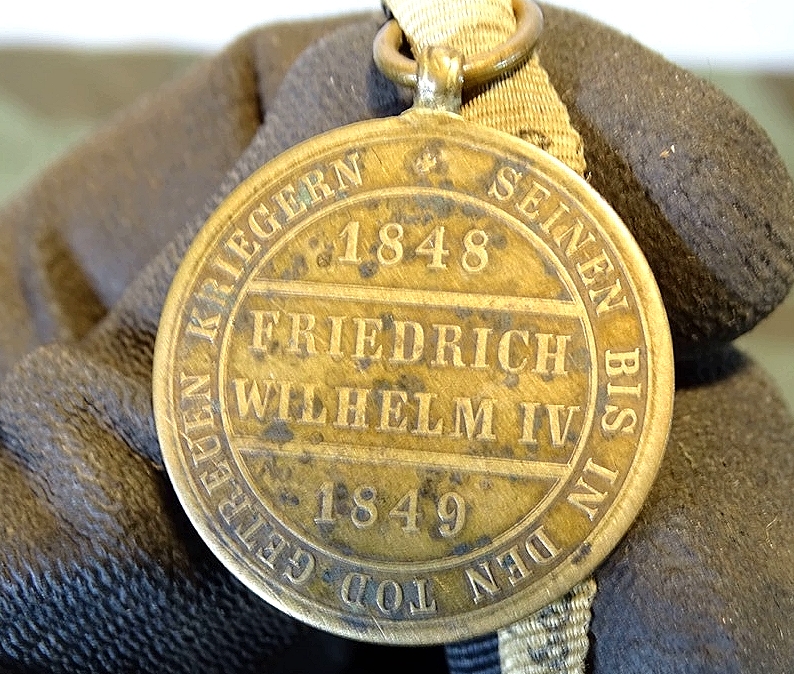 SEINEN BIS IN DEN TOD GETREUEN KRIEGERN
1848
FRIEDRICH
WILHELM IV
1849